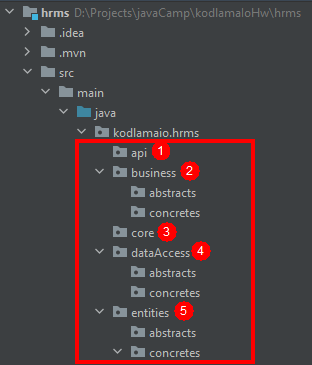 hrms D:\Projects\javaCamp\kodlamaIoHw\hrms
.idea
.mvn
src
main
java
kodlamaio.hrms
api 1
business 2
abstracts
concretes
core 3
dataAccess 4
abstracts
concretes
entities 5
abstracts
concretes